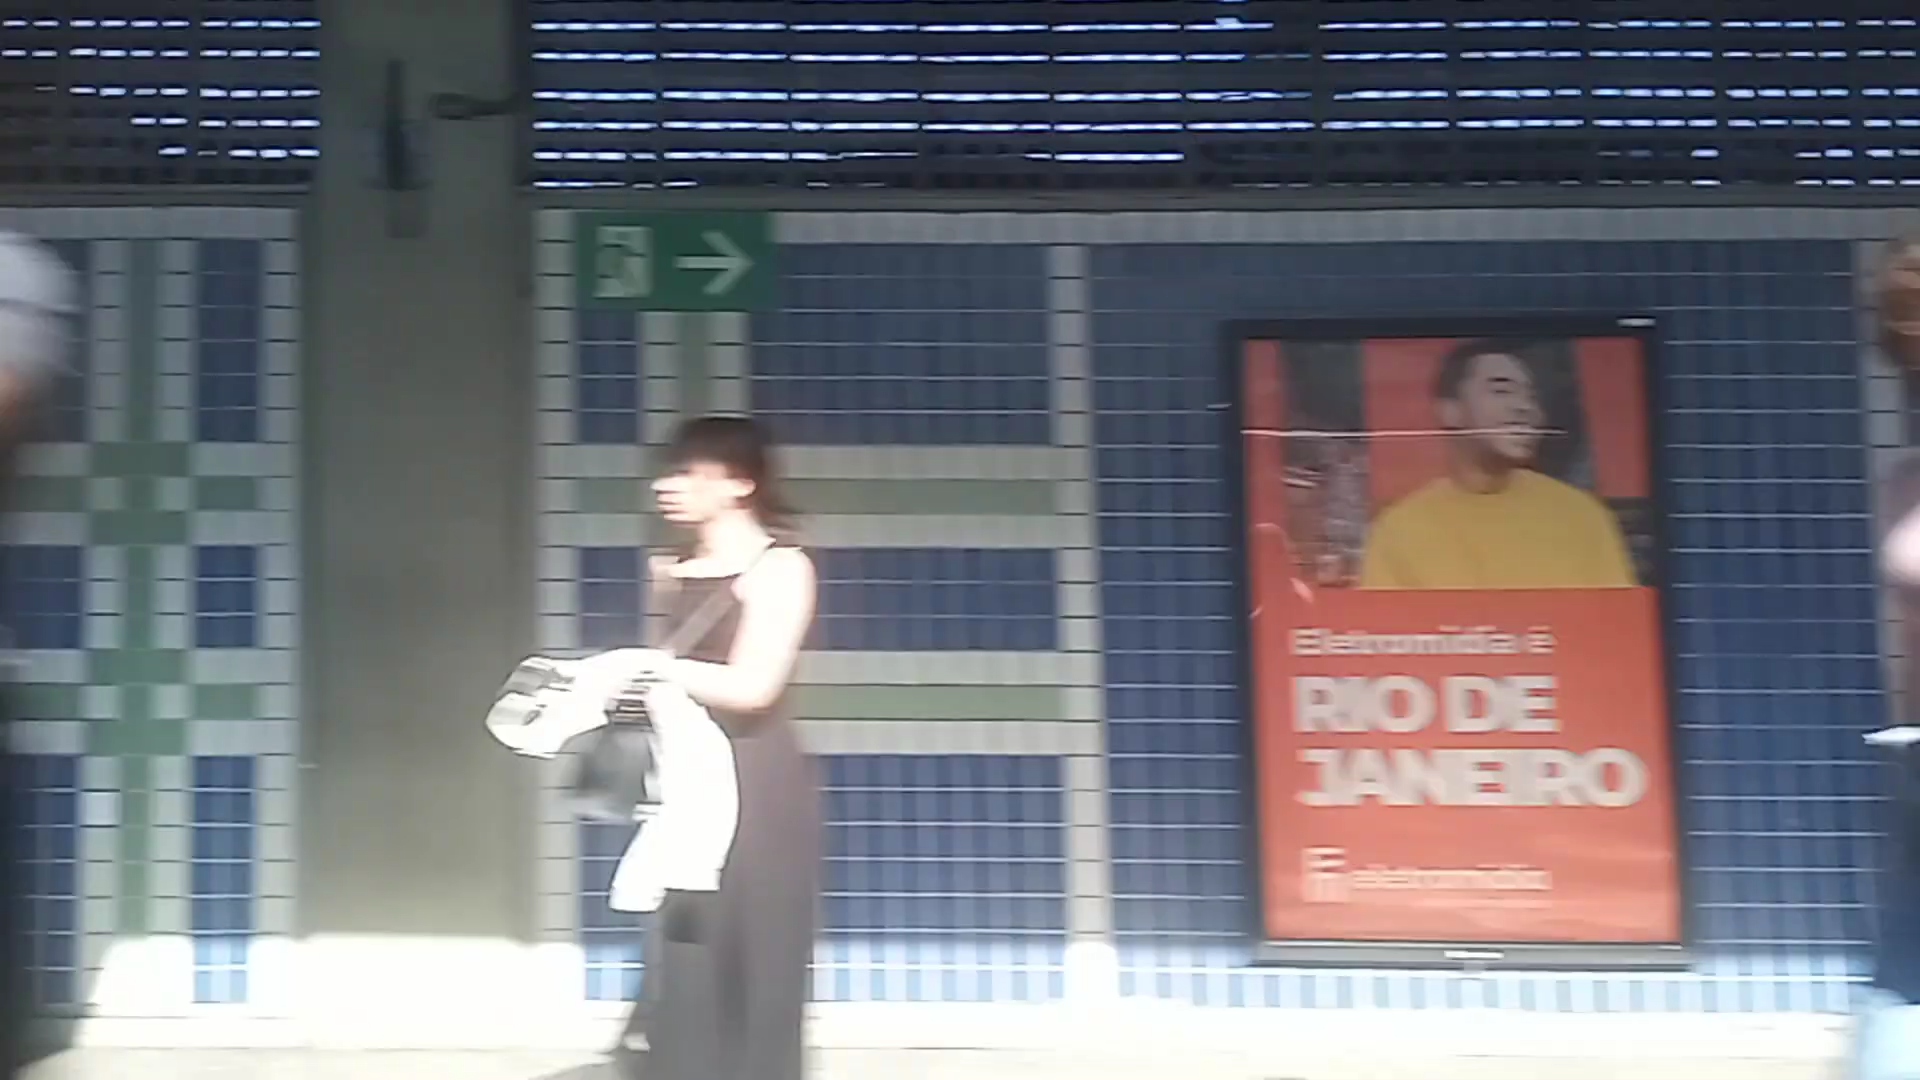 Eletromidia é
RIO DE
JANEIRO
eletromidia